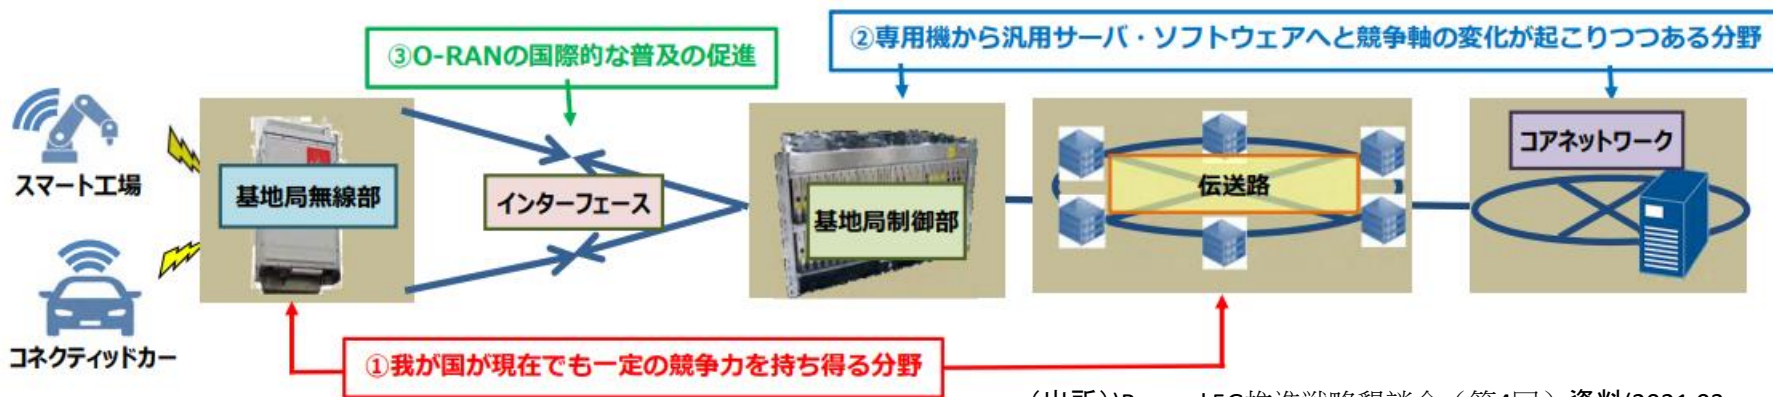 ③O-RANの国際的な普及の促進
②専用機から汎用サーバ・ソフトウェアへと競争軸の変化が起こりつつある分野
スマート工場
コネクティッドカー
基地局無線部
インターフェース
基地局制御部
伝送路
コアネットワーク
①我が国が現在でも一定の競争力を持ち得る分野